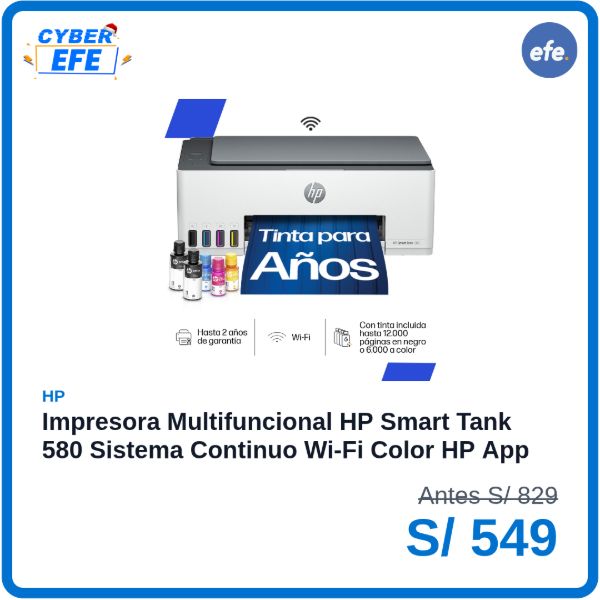 CYBER
EFE
efe.
hp
Tinta para
Años
Hasta 2 años
de garantía
Wi-Fi
Con tinta incluida
hasta 12.000
páginas en negro
o 6.000 a color
HP
Impresora Multifuncional HP Smart Tank
580 Sistema Continuo Wi-Fi Color HP App
Antes S/ 829
S/ 549